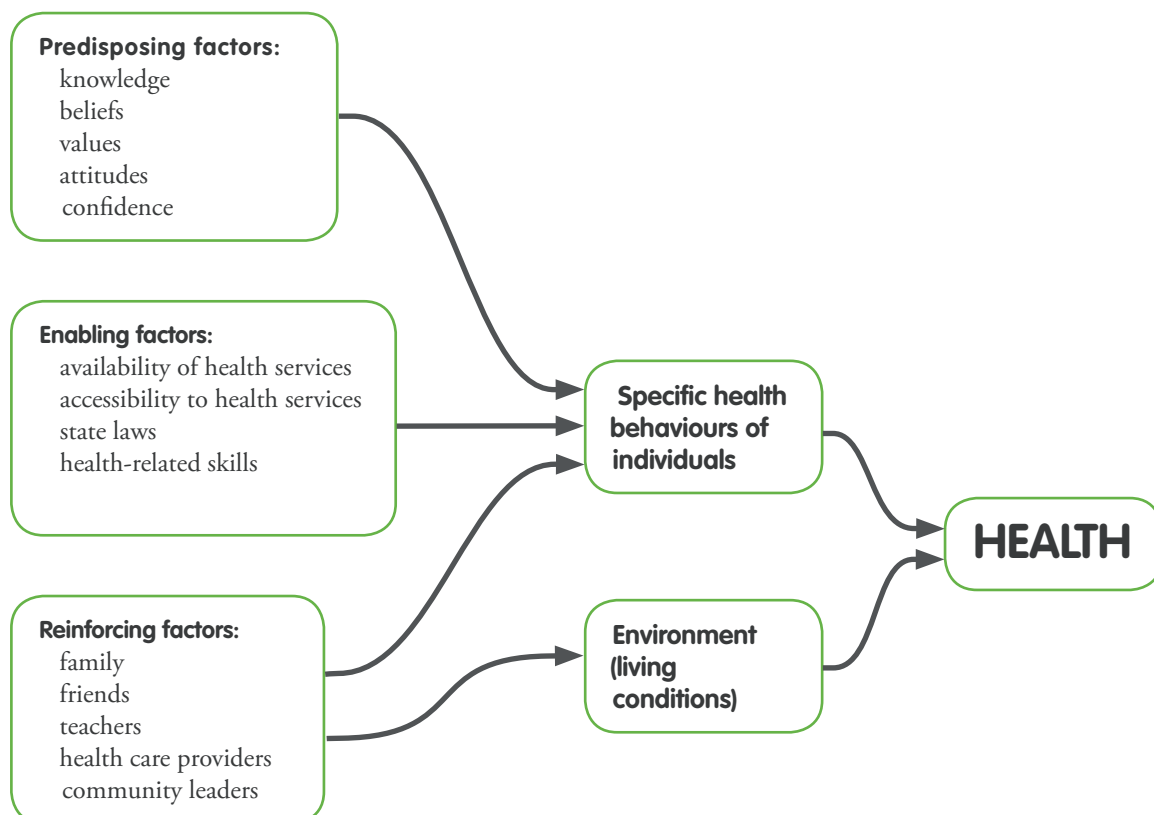 Predisposing factors:
knowledge
beliefs
values
attitudes
confidence
Enabling factors:
availability of health services
accessibility to health services
state laws
health-related skills
Reinforcing factors:
family
friends
teachers
health care providers
community leaders
Specific health
behaviours of
individuals
Environment
(living
conditions)
HEALTH